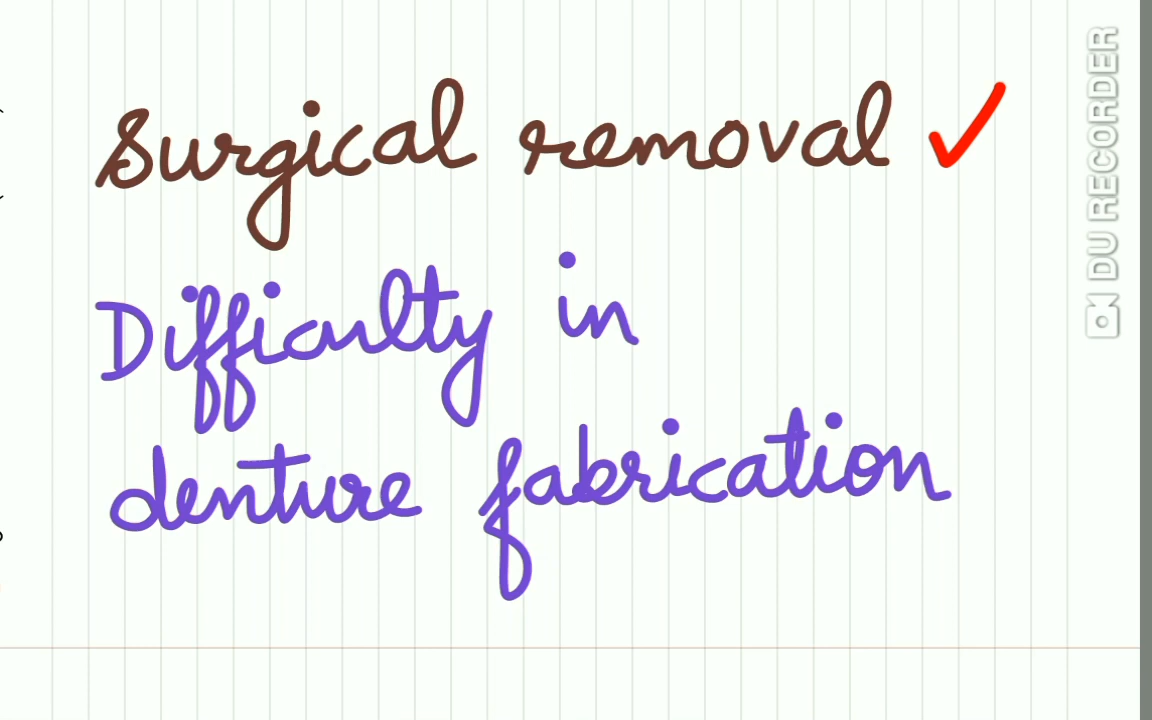 Surgical removal ✓
Difficulty in
denture fabrication
DU RECORDER